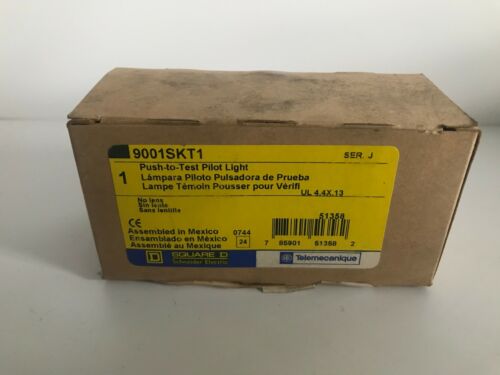 9001SKT1 SER. J
1 Push-to-Test Pilot Light
Lámpara Piloto Pulsadora de Prueba
Lampe Témoin Pousser pour Vérifi
UL 4.4X.13
No lens
Sin lente
Sans lentille
51358
CE
Assembled in Mexico 0744
Ensamblado en México 24
Assemblé au Mexique
7 85901 51358 2
D SQUARE D
Schneider Electric
Telemecanique